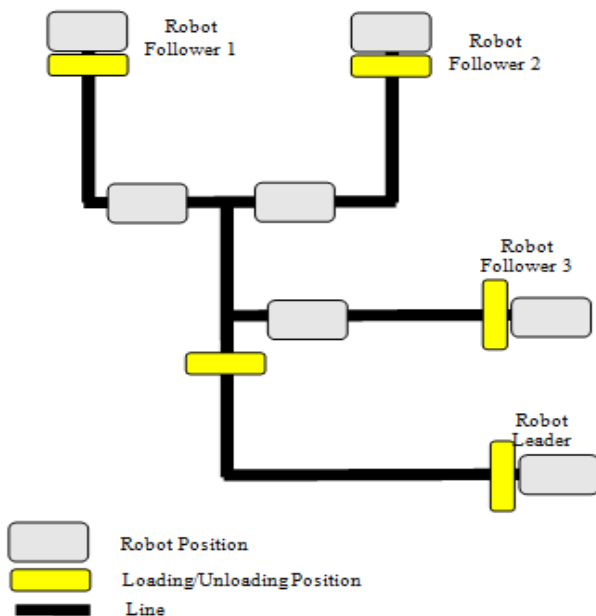 Robot
Follower 1
Robot
Follower 2
Robot
Follower 3
Robot
Leader
Robot Position
Loading/Unloading Position
Line